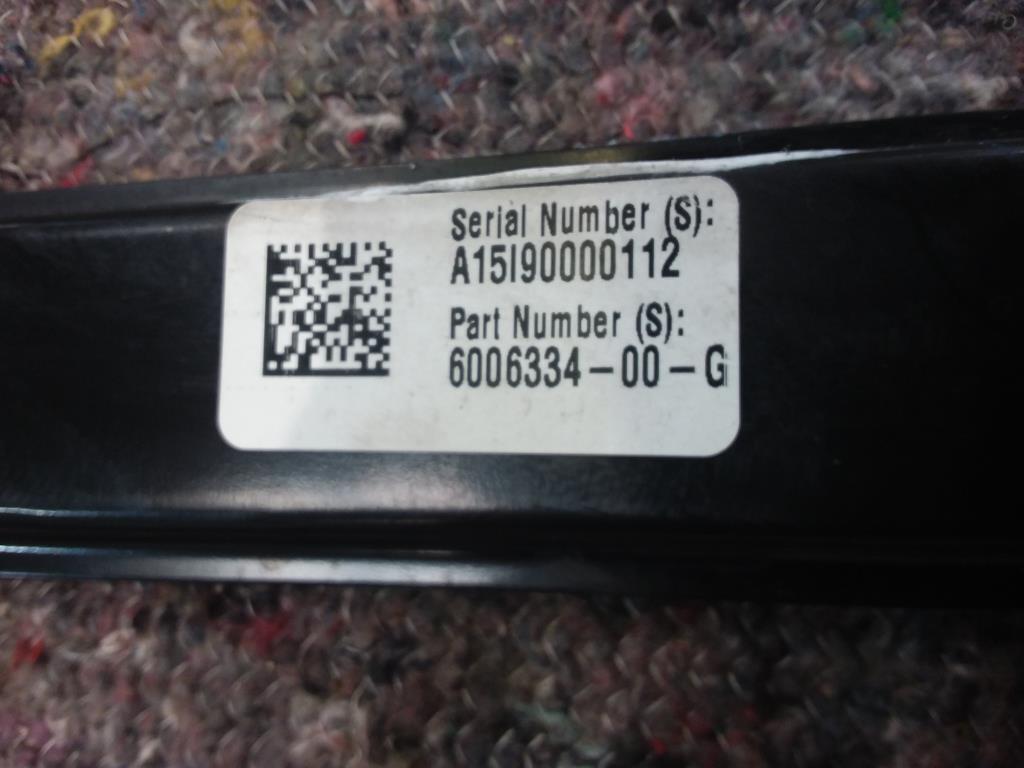 Serial Number (S):
A15I90000112
Part Number (S):
6006334-00-G